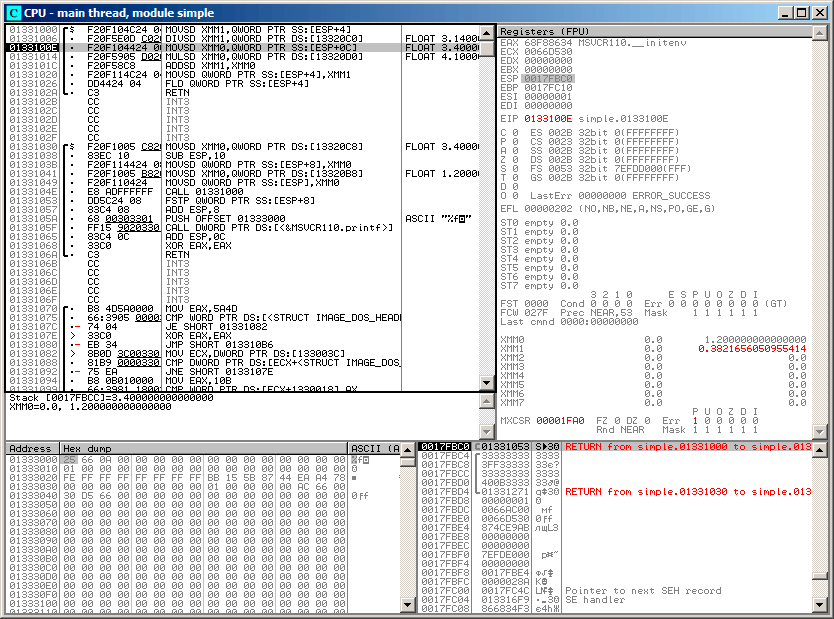 CPU - main thread, module simple
01331000 F20F104C24 04 MOVSD XMM1,QWORD PTR SS:[ESP+4]
01331006 F20F5E0D C020 DIVSD XMM1,QWORD PTR DS:[13320C0] FLOAT 3.1400
0133100E F20F104424 0C MOVSD XMM0,QWORD PTR SS:[ESP+0C] FLOAT 3.4000
01331014 F20F5905 D020 MULSD XMM0,QWORD PTR DS:[13320D0] FLOAT 4.1000
0133101C F20F58C8 ADDSD XMM1,XMM0
01331020 F20F114C24 04 MOVSD QWORD PTR SS:[ESP+4],XMM1
01331026 DD4424 04 FLD QWORD PTR SS:[ESP+4]
0133102A C3 RETN
0133102B CC INT3
0133102C CC INT3
0133102D CC INT3
0133102E CC INT3
0133102F CC INT3
01331030 F20F1005 C820 MOVSD XMM0,QWORD PTR DS:[13320C8] FLOAT 3.4000
01331038 83EC 10 SUB ESP,10
0133103B F20F114424 08 MOVSD QWORD PTR SS:[ESP+8],XMM0
01331041 F20F1005 B820 MOVSD XMM0,QWORD PTR DS:[13320B8] FLOAT 1.2000
01331049 F20F110424 MOVSD QWORD PTR SS:[ESP],XMM0
0133104E E8 ADFFFFFF CALL 01331000
01331053 DD5C24 08 FSTP QWORD PTR SS:[ESP+8]
01331057 83C4 08 ADD ESP,8
0133105A 68 00303301 PUSH OFFSET 01333000 ASCII "%f
0133105F FF15 9020330 CALL DWORD PTR DS:[<&MSVCR110.printf>]
01331065 83C4 0C ADD ESP,0C
01331068 33C0 XOR EAX,EAX
0133106A C3 RETN
0133106B CC INT3
0133106C CC INT3
0133106D CC INT3
0133106E CC INT3
0133106F CC INT3
01331070 B8 4D5A0000 MOV EAX,5A4D
01331075 66:3905 0000 CMP WORD PTR DS:[<STRUCT IMAGE_DOS_HEAD
0133107C 74 04 JE SHORT 01331082
0133107E 33C0 XOR EAX,EAX
01331080 EB 34 JMP SHORT 013310B6
01331082 8B0D 3C00330 MOV ECX,DWORD PTR DS:[133003C]
01331088 81B9 0000330 CMP DWORD PTR DS:[ECX+<STRUCT IMAGE_DOS_
01331092 75 EA JNE SHORT 0133107E
01331094 B8 0B010000 MOV EAX,10B
01331099 66:3981 1800 CMP WORD PTR DS:[ECX+1330018],AX
Stack [0017FBCC]=3.400000000000000
XMM0=0.0, 1.200000000000000
Registers (FPU)
EAX 68F88634 MSVCR110.__initenv
ECX 0066D530
EDX 00000000
EBX 00000000
ESP 0017FBC0
EBP 0017FC10
ESI 00000001
EDI 00000000
EIP 0133100E simple.0133100E
C 0 ES 002B 32bit 0(FFFFFFFF)
P 0 CS 0023 32bit 0(FFFFFFFF)
A 0 SS 002B 32bit 0(FFFFFFFF)
Z 0 DS 002B 32bit 0(FFFFFFFF)
S 0 FS 0053 32bit 7EFDD000(FFF)
T 0 GS 002B 32bit 0(FFFFFFFF)
D 0
O 0 LastErr 00000000 ERROR_SUCCESS
EFL 00000202 (NO,NB,NE,A,NS,PO,GE,G)
ST0 empty 0.0
ST1 empty 0.0
ST2 empty 0.0
ST3 empty 0.0
ST4 empty 0.0
ST5 empty 0.0
ST6 empty 0.0
ST7 empty 0.0
3 2 1 0 E S P U O Z D I
FST 0000 Cond 0 0 0 0 Err 0 0 0 0 0 0 0 0 (GT)
FCW 027F Prec NEAR,53 Mask 1 1 1 1 1 1
Last cmnd 0000:00000000
XMM0 0.0 1.200000000000000
XMM1 0.0 0.3821656050955414
XMM2 0.0 0.0
XMM3 0.0 0.0
XMM4 0.0 0.0
XMM5 0.0 0.0
XMM6 0.0 0.0
XMM7 0.0 0.0
P U O Z D I
MXCSR 00001FA0 FZ 0 DZ 0 Err 1 0 0 0 0 0
Rnd NEAR Mask 1 1 1 1 1 1
Address Hex dump ASCII (A
01333000 25 66 0A 00 00 00 00 00 00 00 00 00 00 00 00 00 %f
01333010 01 00 00 00 00 00 00 00 00 00 00 00 00 00 00 00
01333020 FE FF FF FF FF FF FF FF BB 15 5B 87 44 EA A4 78
01333030 00 00 00 00 00 00 00 00 01 00 00 00 00 AC 66 00
01333040 30 D5 66 00 00 00 00 00 00 00 00 00 00 00 00 00
01333050 00 00 00 00 00 00 00 00 00 00 00 00 00 00 00 00
01333060 00 00 00 00 00 00 00 00 00 00 00 00 00 00 00 00
01333070 00 00 00 00 00 00 00 00 00 00 00 00 00 00 00 00
01333080 00 00 00 00 00 00 00 00 00 00 00 00 00 00 00 00
01333090 00 00 00 00 00 00 00 00 00 00 00 00 00 00 00 00
013330A0 00 00 00 00 00 00 00 00 00 00 00 00 00 00 00 00
013330B0 00 00 00 00 00 00 00 00 00 00 00 00 00 00 00 00
013330C0 00 00 00 00 00 00 00 00 00 00 00 00 00 00 00 00
013330D0 00 00 00 00 00 00 00 00 00 00 00 00 00 00 00 00
013330E0 00 00 00 00 00 00 00 00 00 00 00 00 00 00 00 00
013330F0 00 00 00 00 00 00 00 00 00 00 00 00 00 00 00 00
01333100 00 00 00 00 00 00 00 00 00 00 00 00 00 00 00 00
0017FBC0 01331053 RETURN from simple.01331000 to simple.013
0017FBC4 33333333 3333
0017FBC8 3FF33333 33є?
0017FBCC 33333333 3333
0017FBD0 400B3333
0017FBD4 01331271 RETURN from simple.01331030 to simple.013
0017FBD8 00000001
0017FBDC 0066AC00
0017FBE0 0066D530
0017FBE4 874CE9AB
0017FBE8 00000000
0017FBEC 00000000
0017FBF0 7EFDE000
0017FBF4 00000000
0017FBF8 0017FBE4
0017FBFC 0000028A
0017FC00 0017FC4C Pointer to next SEH record
0017FC04 013316F9 SE handler
0017FC08 866834F3